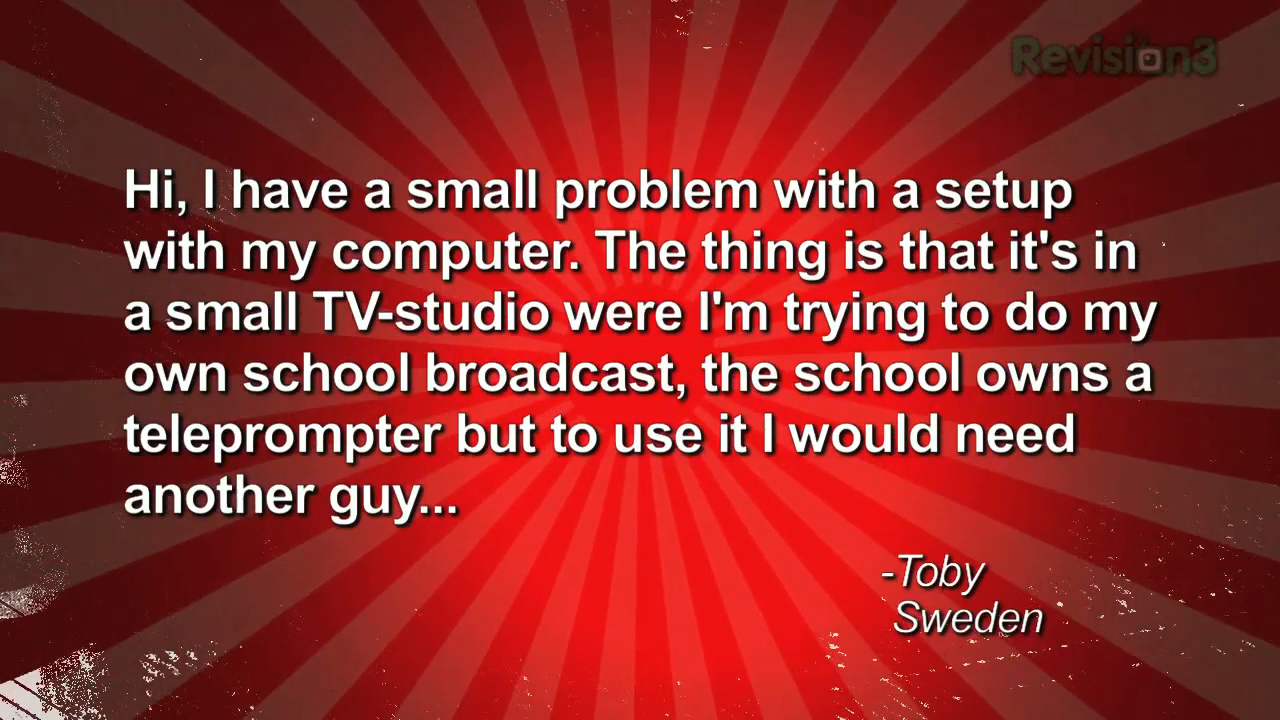 Revision3
Hi, I have a small problem with a setup
with my computer. The thing is that it's in
a small TV-studio were I'm trying to do my
own school broadcast, the school owns a
teleprompter but to use it I would need
another guy...
-Toby
Sweden